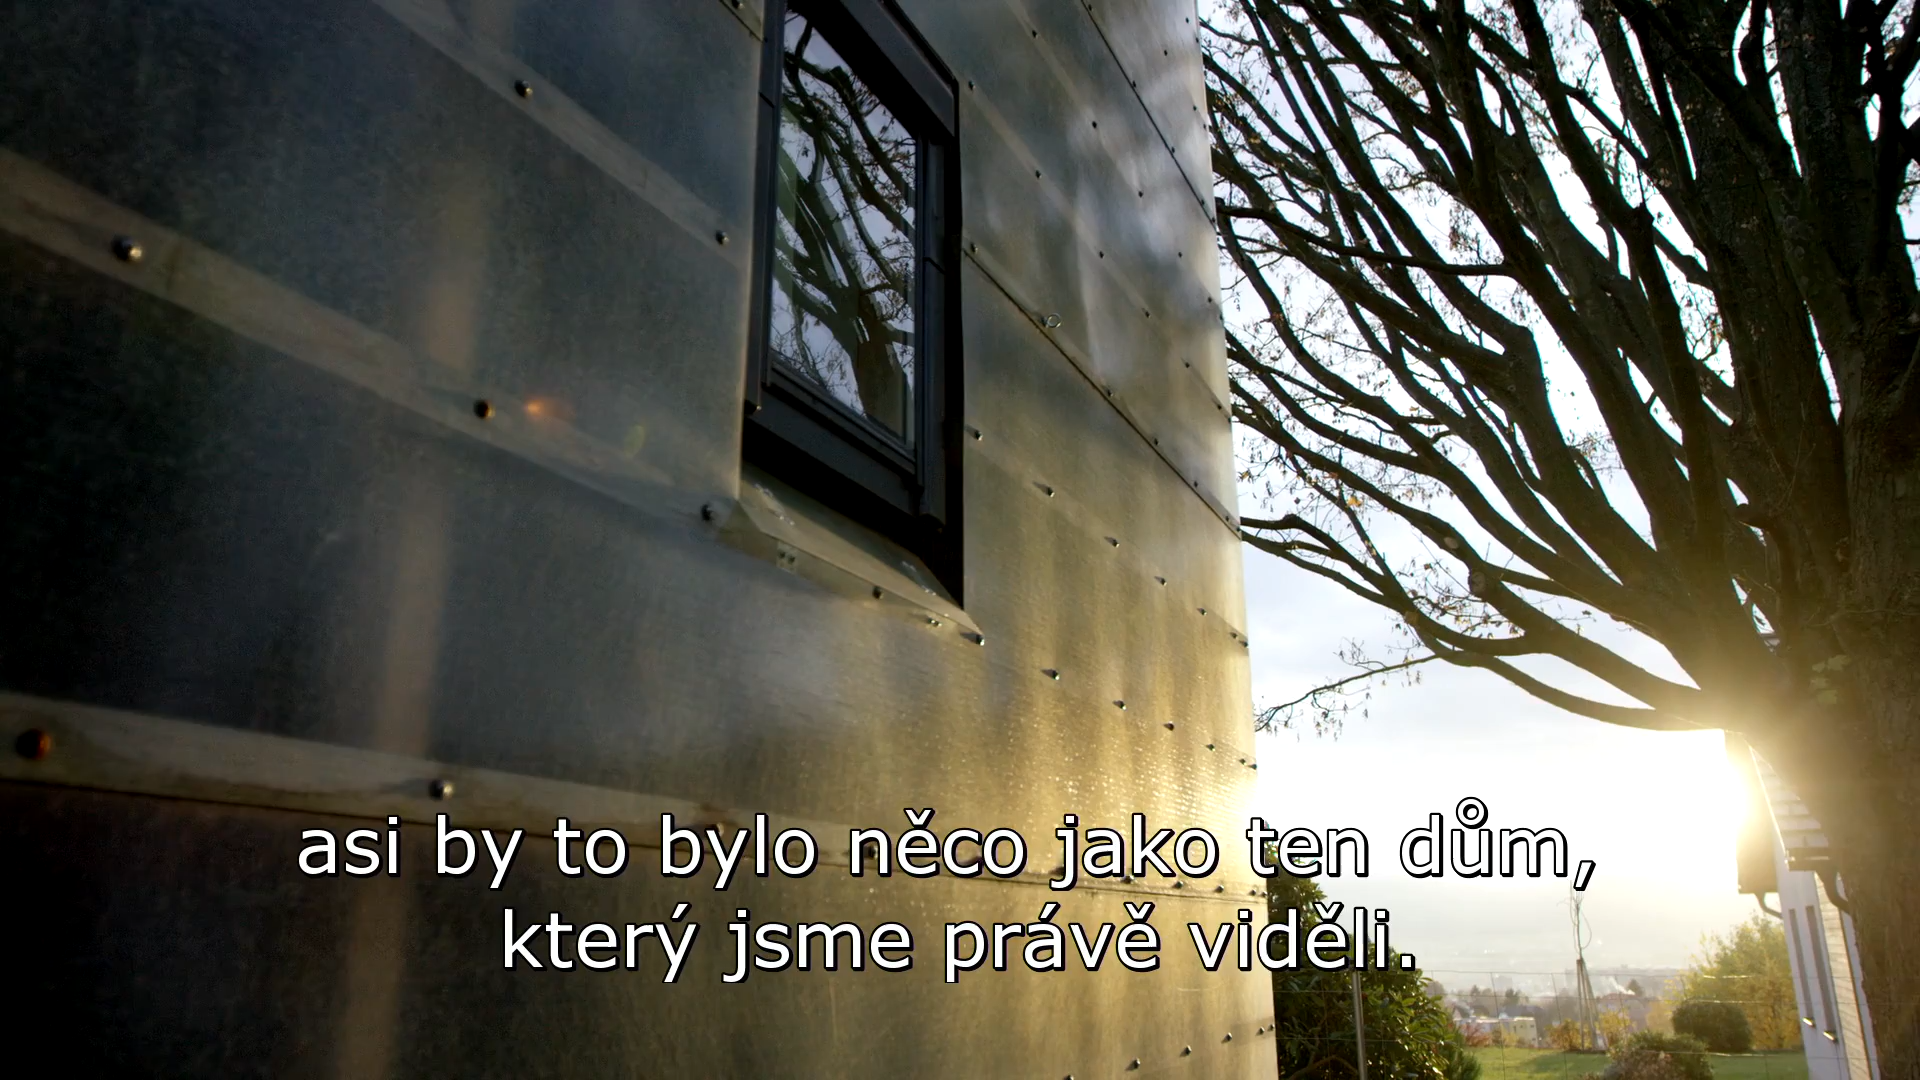 asi by to bylo něco jako ten dům,
který jsme právě viděli.